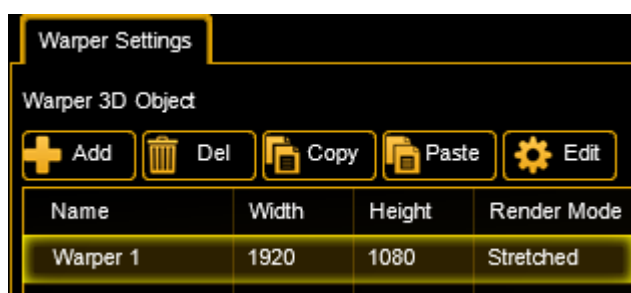 Warper Settings
Warper 3D Object
Add Del Copy Paste Edit
Name Width Height Render Mode
Warper 1 1920 1080 Stretched